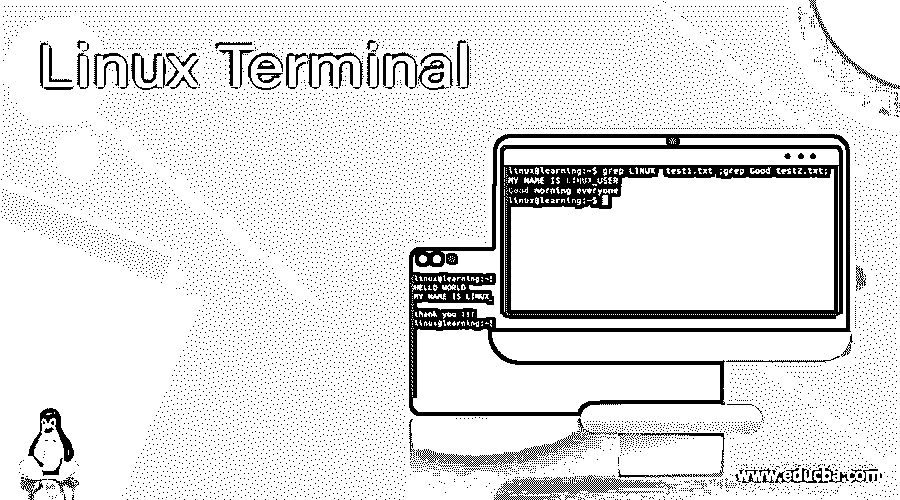 Linux Terminal
linux@learning:~$ grep LINUX test1.txt ;grep Good test2.txt;
MY NAME IS LINUX_USER
Good morning everyone
linux@learning:~$
linux@learning:~
HELLO WORLD
MY NAME IS LINUX_
thank you !!!
linux@learning:~
www.educba.com